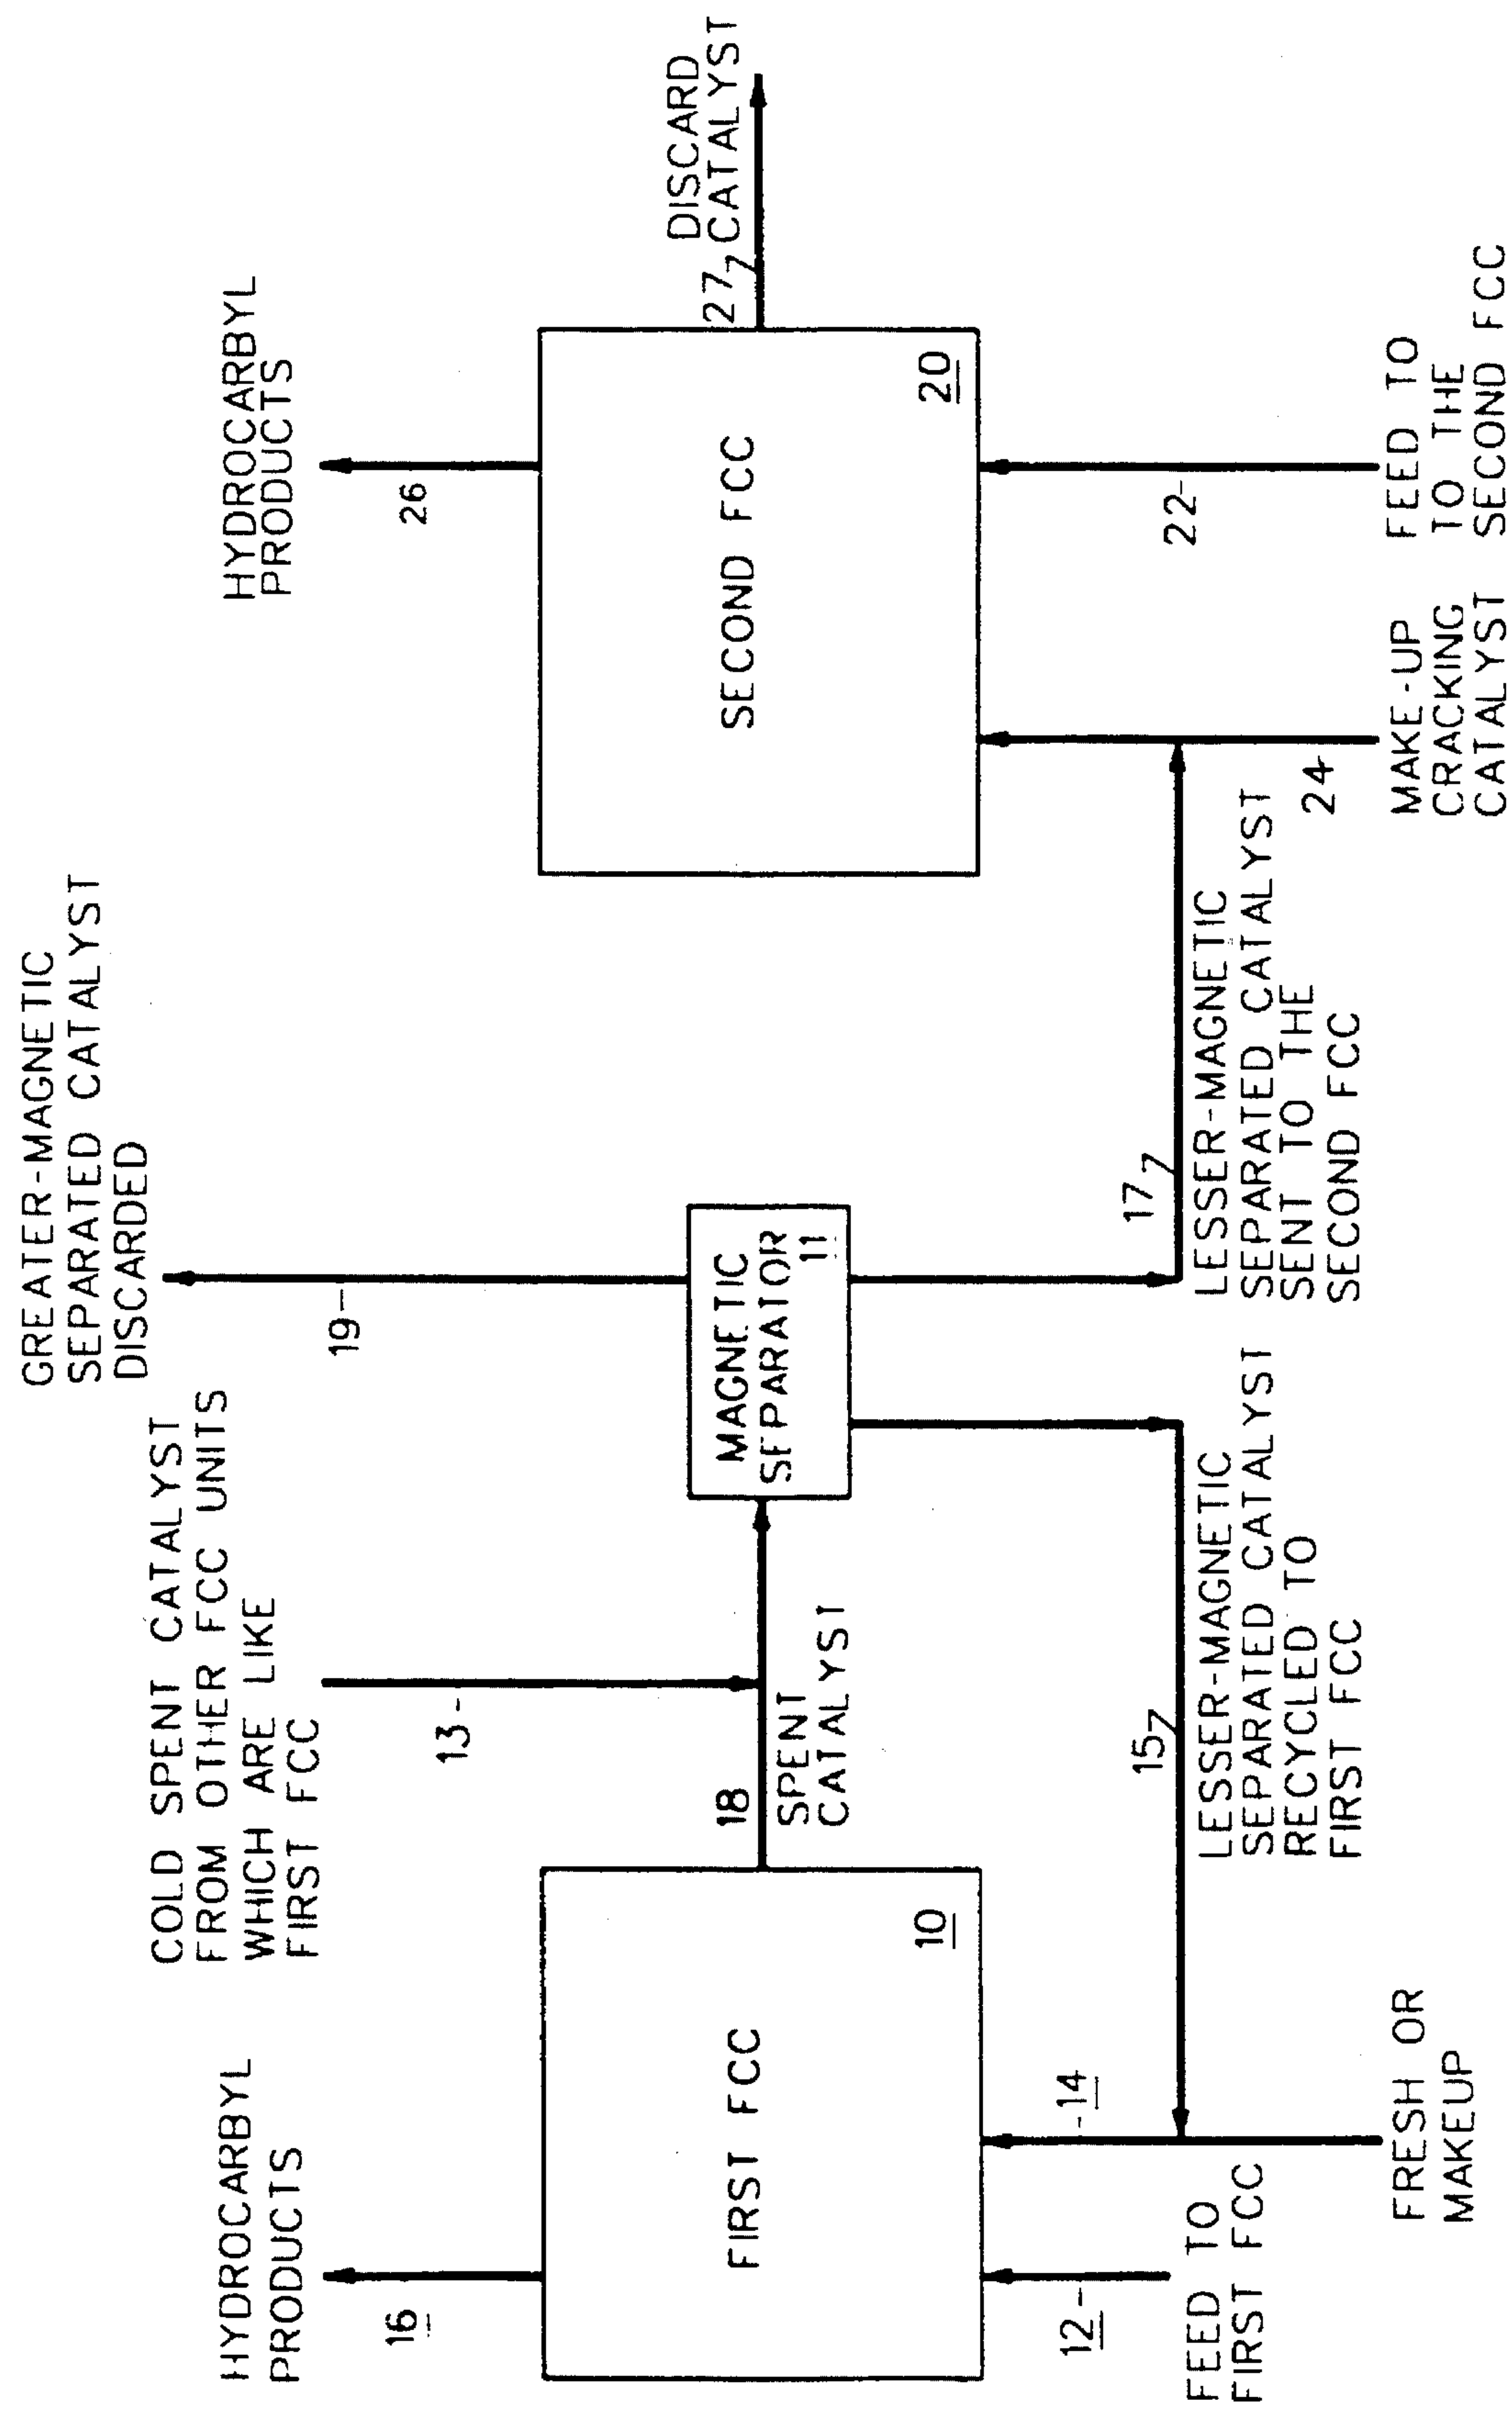 HYDROCARBYL
PRODUCTS
16
FIRST FCC
10
12
FEED TO
FIRST FCC
14
FRESH OR
MAKEUP
COLD SPENT CATALYST
FROM OTHER FCC UNITS
WHICH ARE LIKE
FIRST FCC
13
18
SPENT
CATALYST
15
LESSER-MAGNETIC
SEPARATED CATALYST
RECYCLED TO
FIRST FCC
GREATER-MAGNETIC
SEPARATED CATALYST
DISCARDED
19
MAGNETIC
SEPARATOR
11
17
LESSER-MAGNETIC
SEPARATED CATALYST
SENT TO THE
SECOND FCC
HYDROCARBYL
PRODUCTS
26
SECOND FCC
20
27
DISCARD
CATALYST
24
MAKE-UP
CRACKING
CATALYST
22
FEED TO
TO THE
SECOND FCC